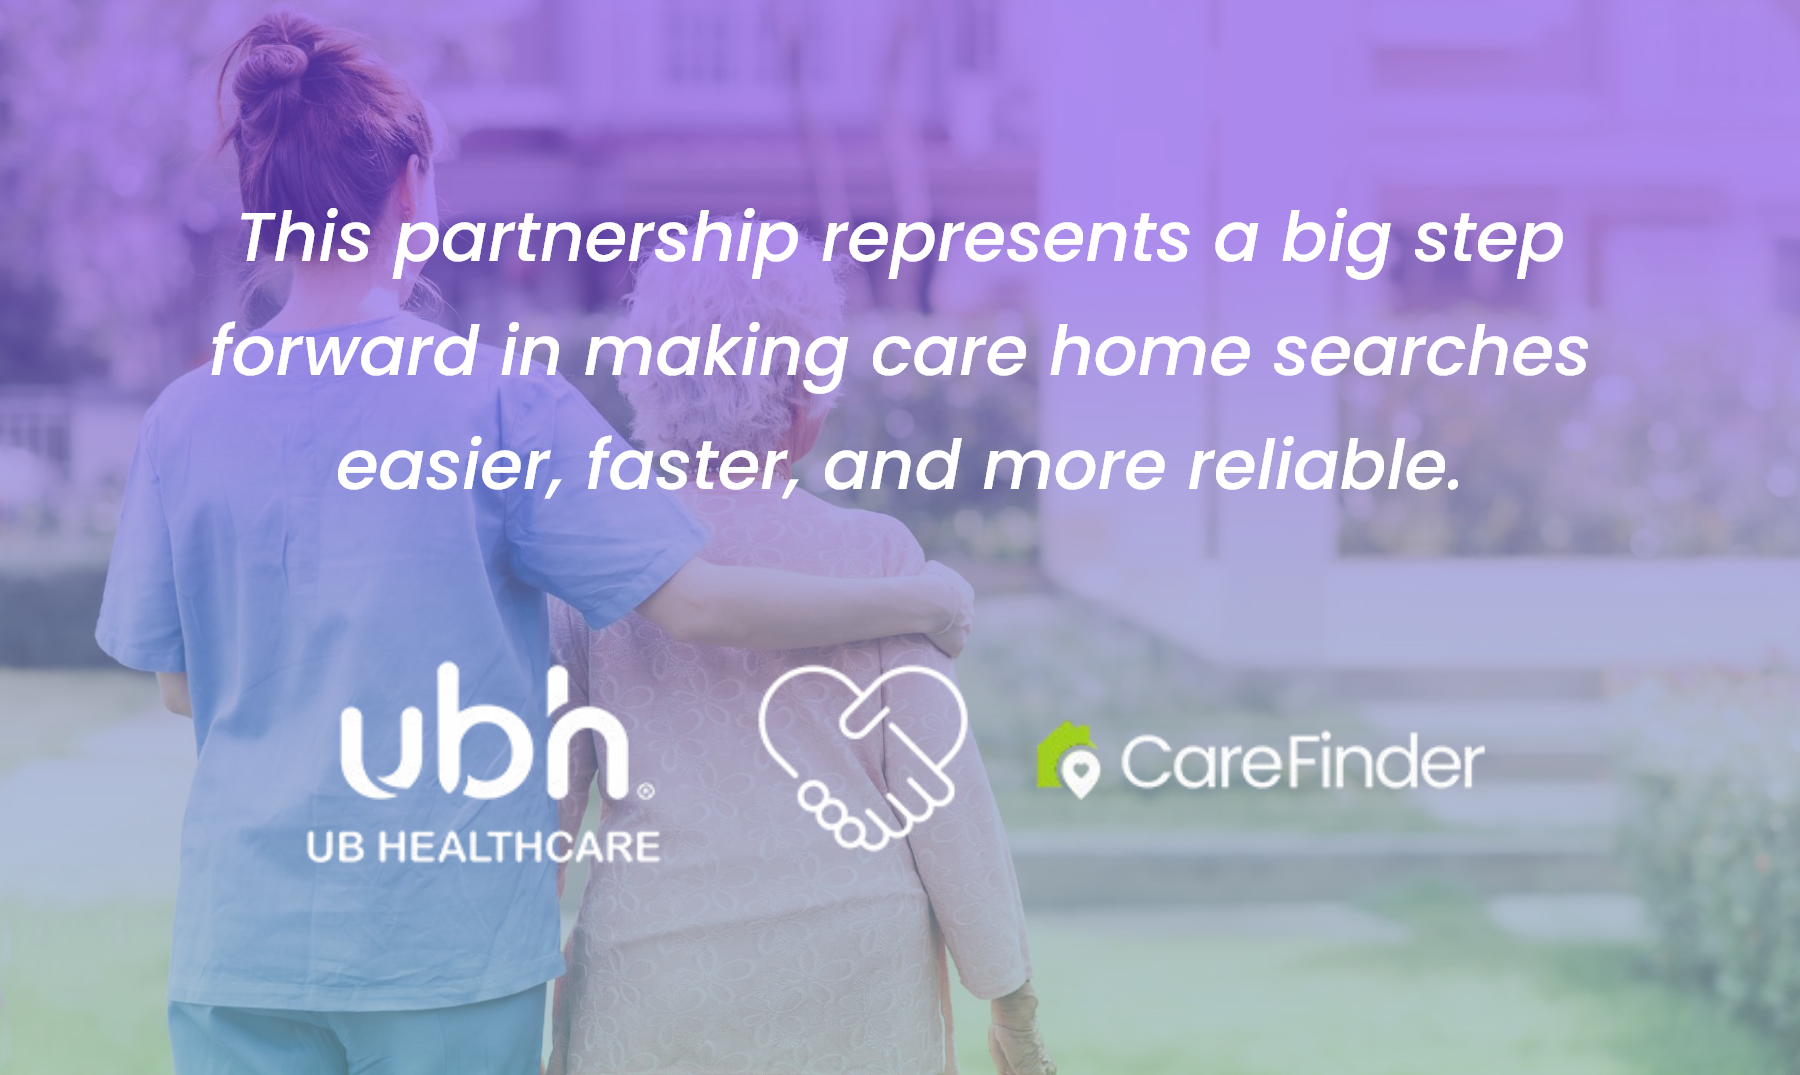 This partnership represents a big step
forward in making care home searches
easier, faster, and more reliable.
ubh®
UB HEALTHCARE
CareFinder